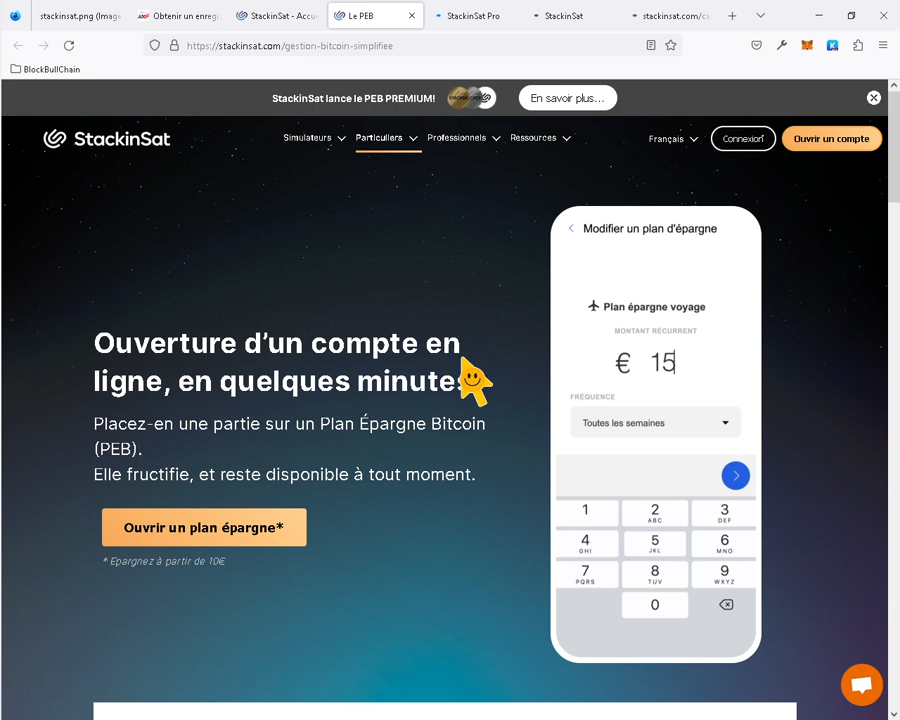 stackinsat.png (Imag
Obtenir un enregi
StackinSat - Accu
Le PEB
StackinSat Pro
StackinSat
stackinsat.com/c
https://stackinsat.com/gestion-bitcoin-simplifiee
BlockBullChain
StackinSat lance le PEB PREMIUM!
En savoir plus...
StackinSat
Simulateurs
Particuliers
Professionnels
Ressources
Français
Connexion
Ouvrir un compte
Modifier un plan d'épargne
Plan épargne voyage
MONTANT RÉCURRENT
€ 15
FRÉQUENCE
Toutes les semaines
1
2 ABC
3 DEF
4 GHI
5 JKL
6 MNO
7 PQRS
8 TUV
9 WXYZ
0
Ouverture d'un compte en
ligne, en quelques minutes
Placez-en une partie sur un Plan Épargne Bitcoin
(PEB).
Elle fructifie, et reste disponible à tout moment.
Ouvrir un plan épargne*
* Epargnez à partir de 10€